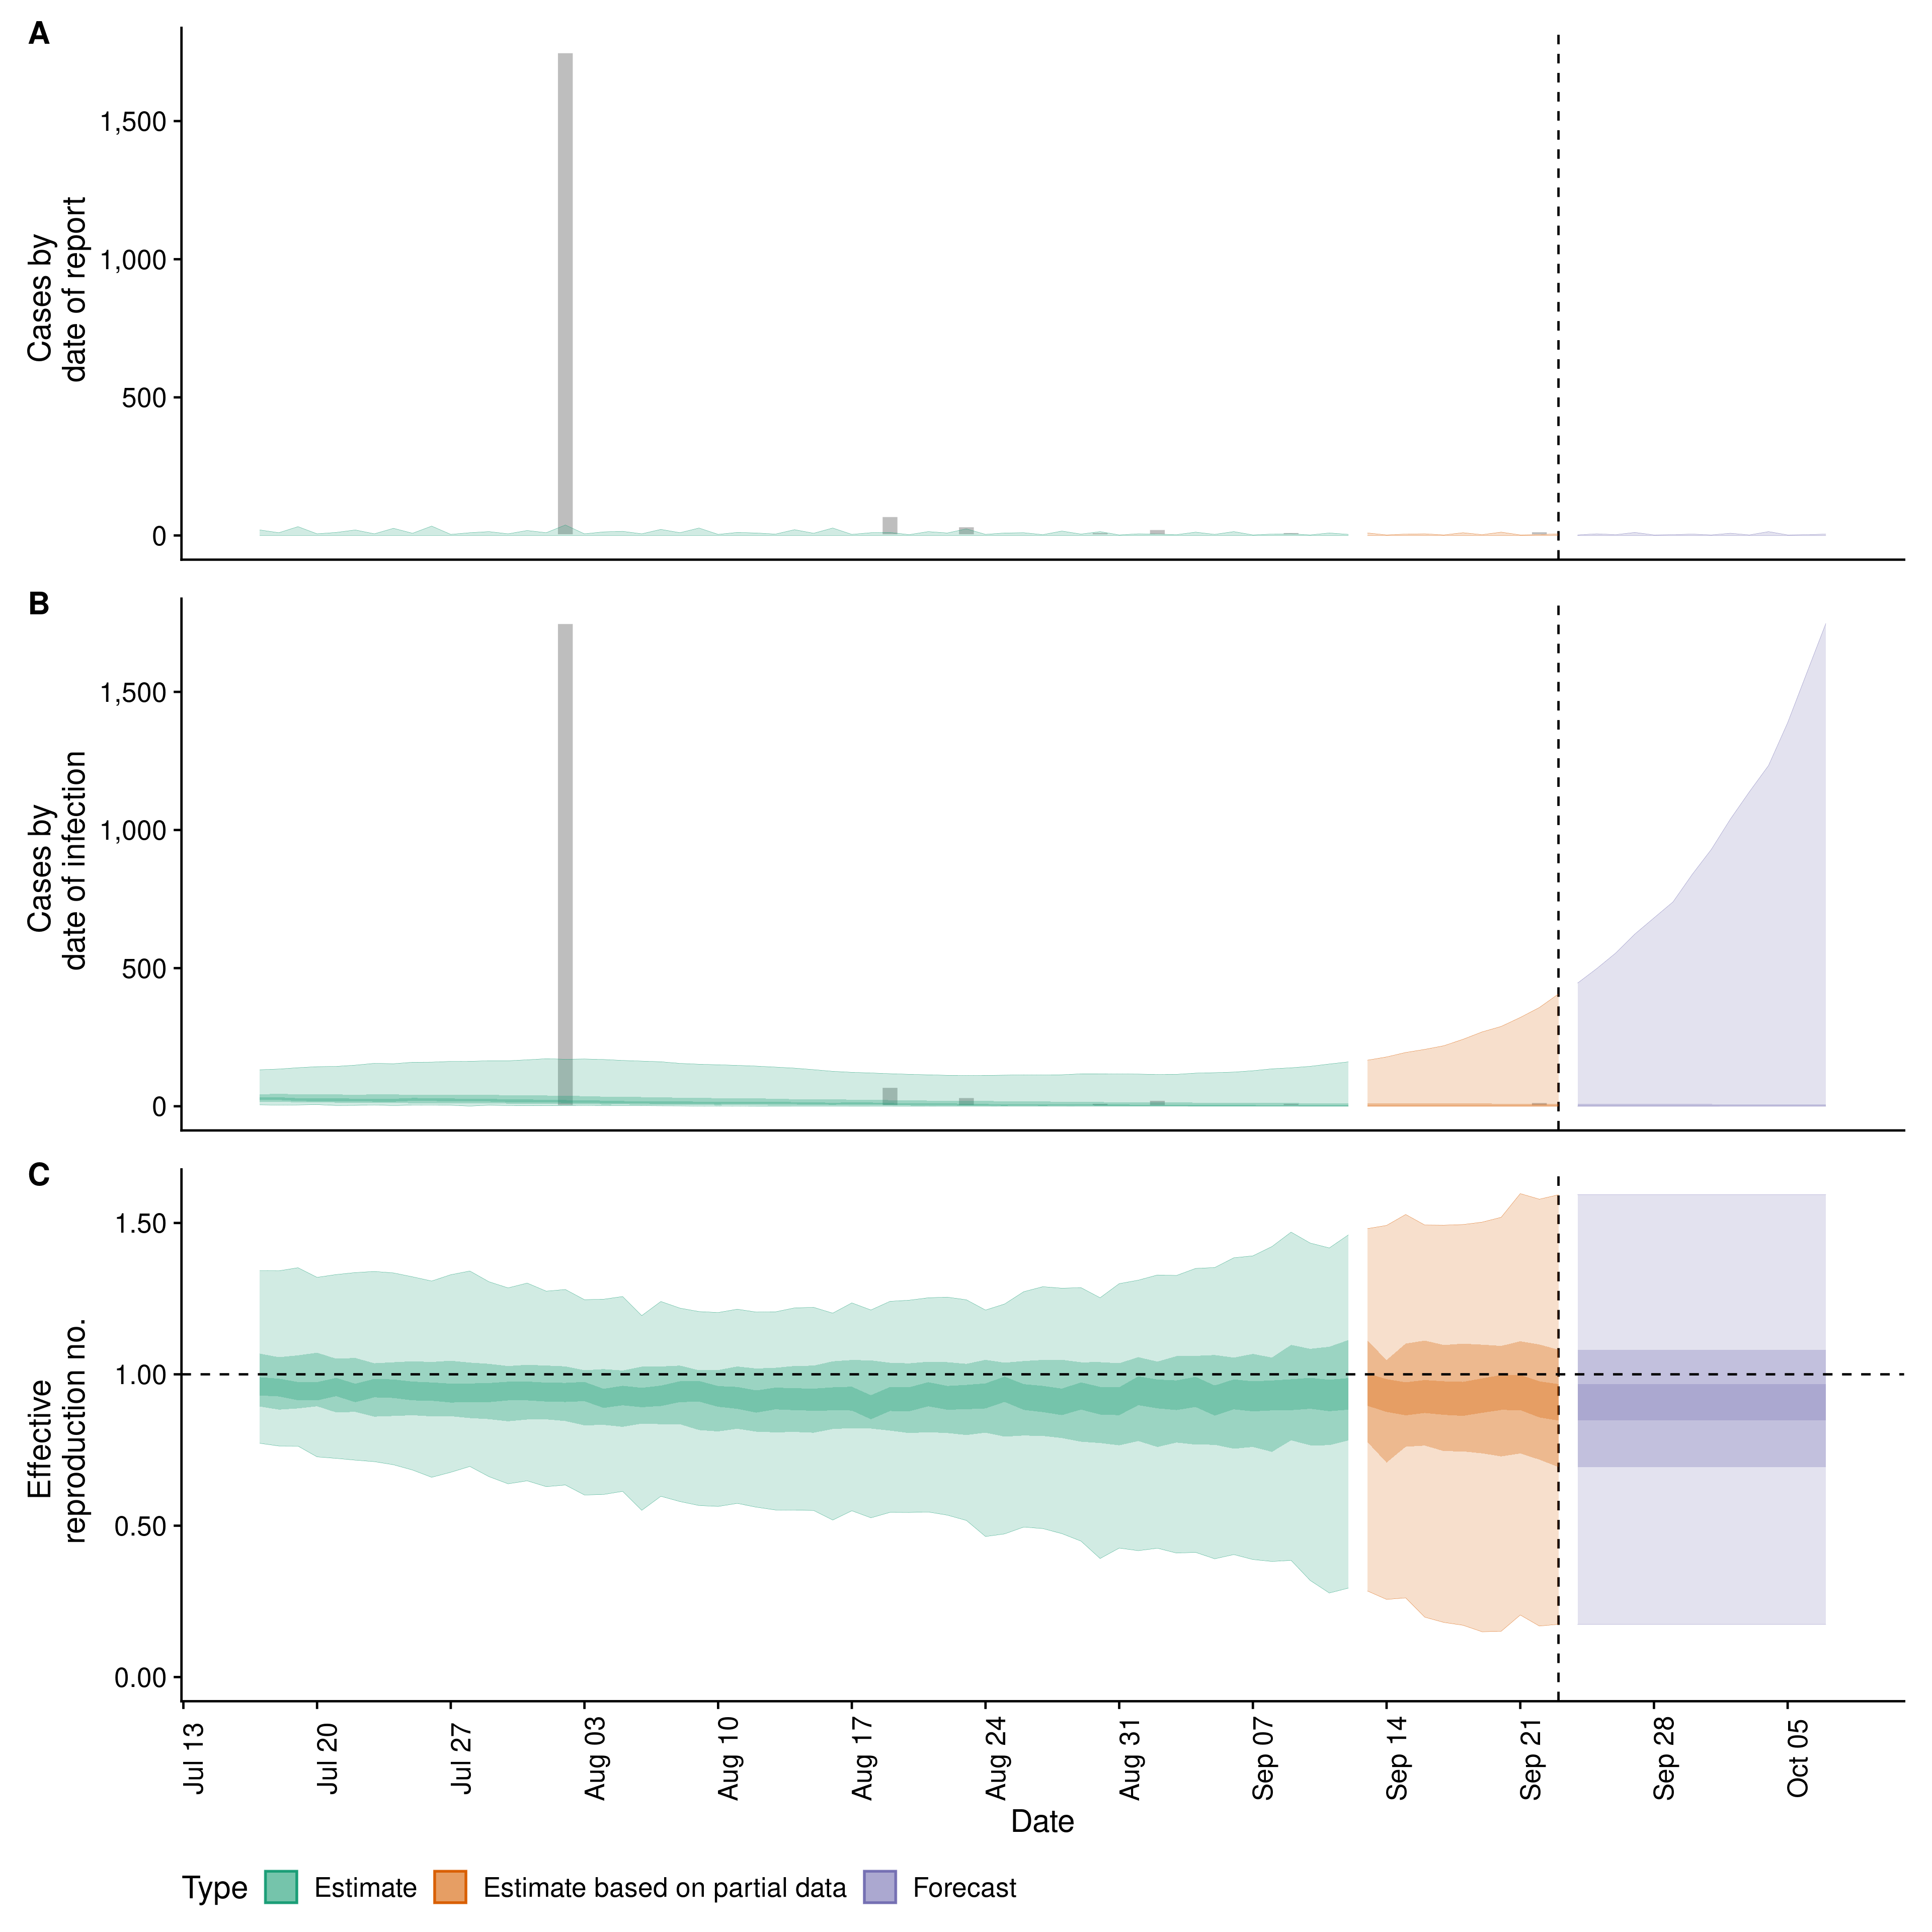 A
Cases by
date of report
1,500
1,000
500
0
B
Cases by
date of infection
1,500
1,000
500
0
C
Effective
reproduction no.
1.50
1.00
0.50
0.00
Jul 13
Jul 20
Jul 27
Aug 03
Aug 10
Aug 17
Aug 24
Aug 31
Sep 07
Sep 14
Sep 21
Sep 28
Oct 05
Date
Type Estimate Estimate based on partial data Forecast